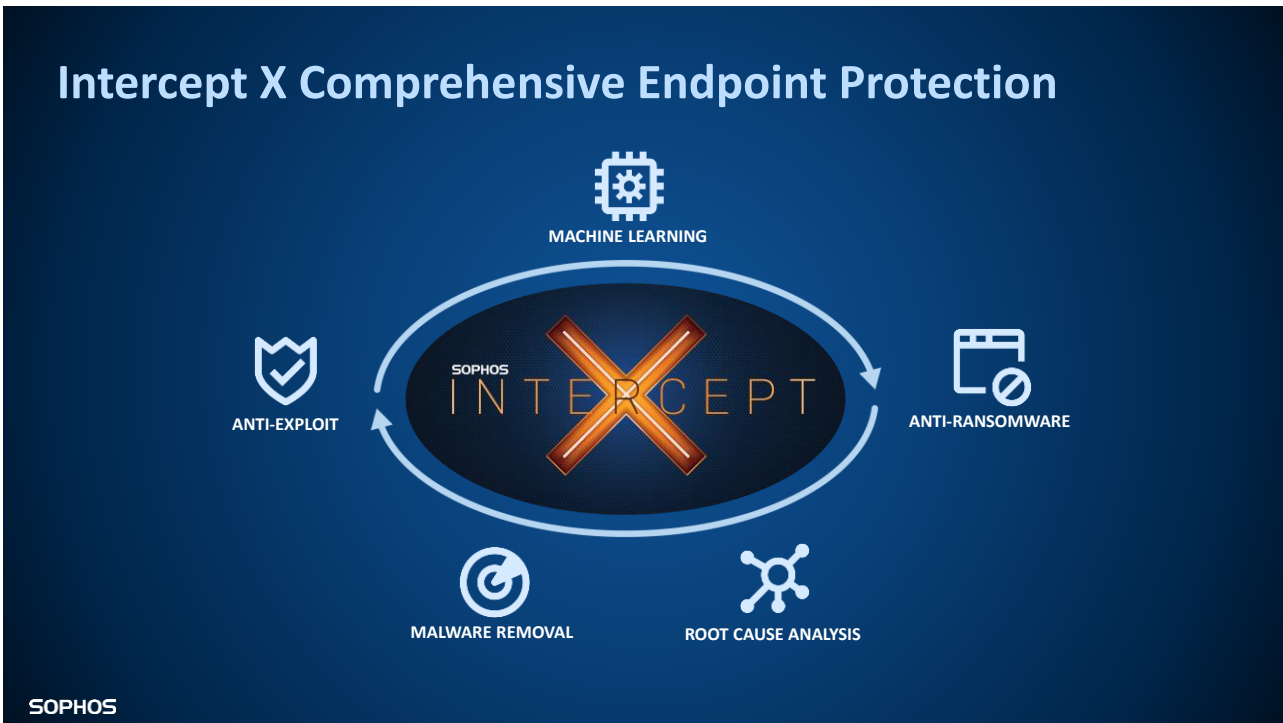 Intercept X Comprehensive Endpoint Protection
MACHINE LEARNING
SOPHOS
INTERCEPT
X
ANTI-EXPLOIT
ANTI-RANSOMWARE
MALWARE REMOVAL
ROOT CAUSE ANALYSIS
SOPHOS